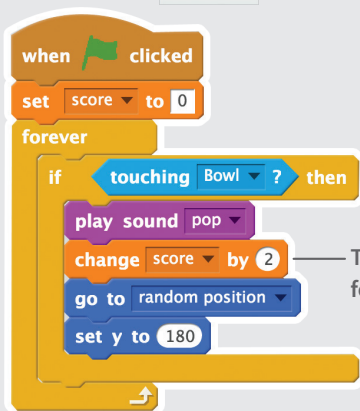 when clicked
set score to 0
forever
if touching Bowl ? then
play sound pop
change score by 2
go to random position
set y to 180